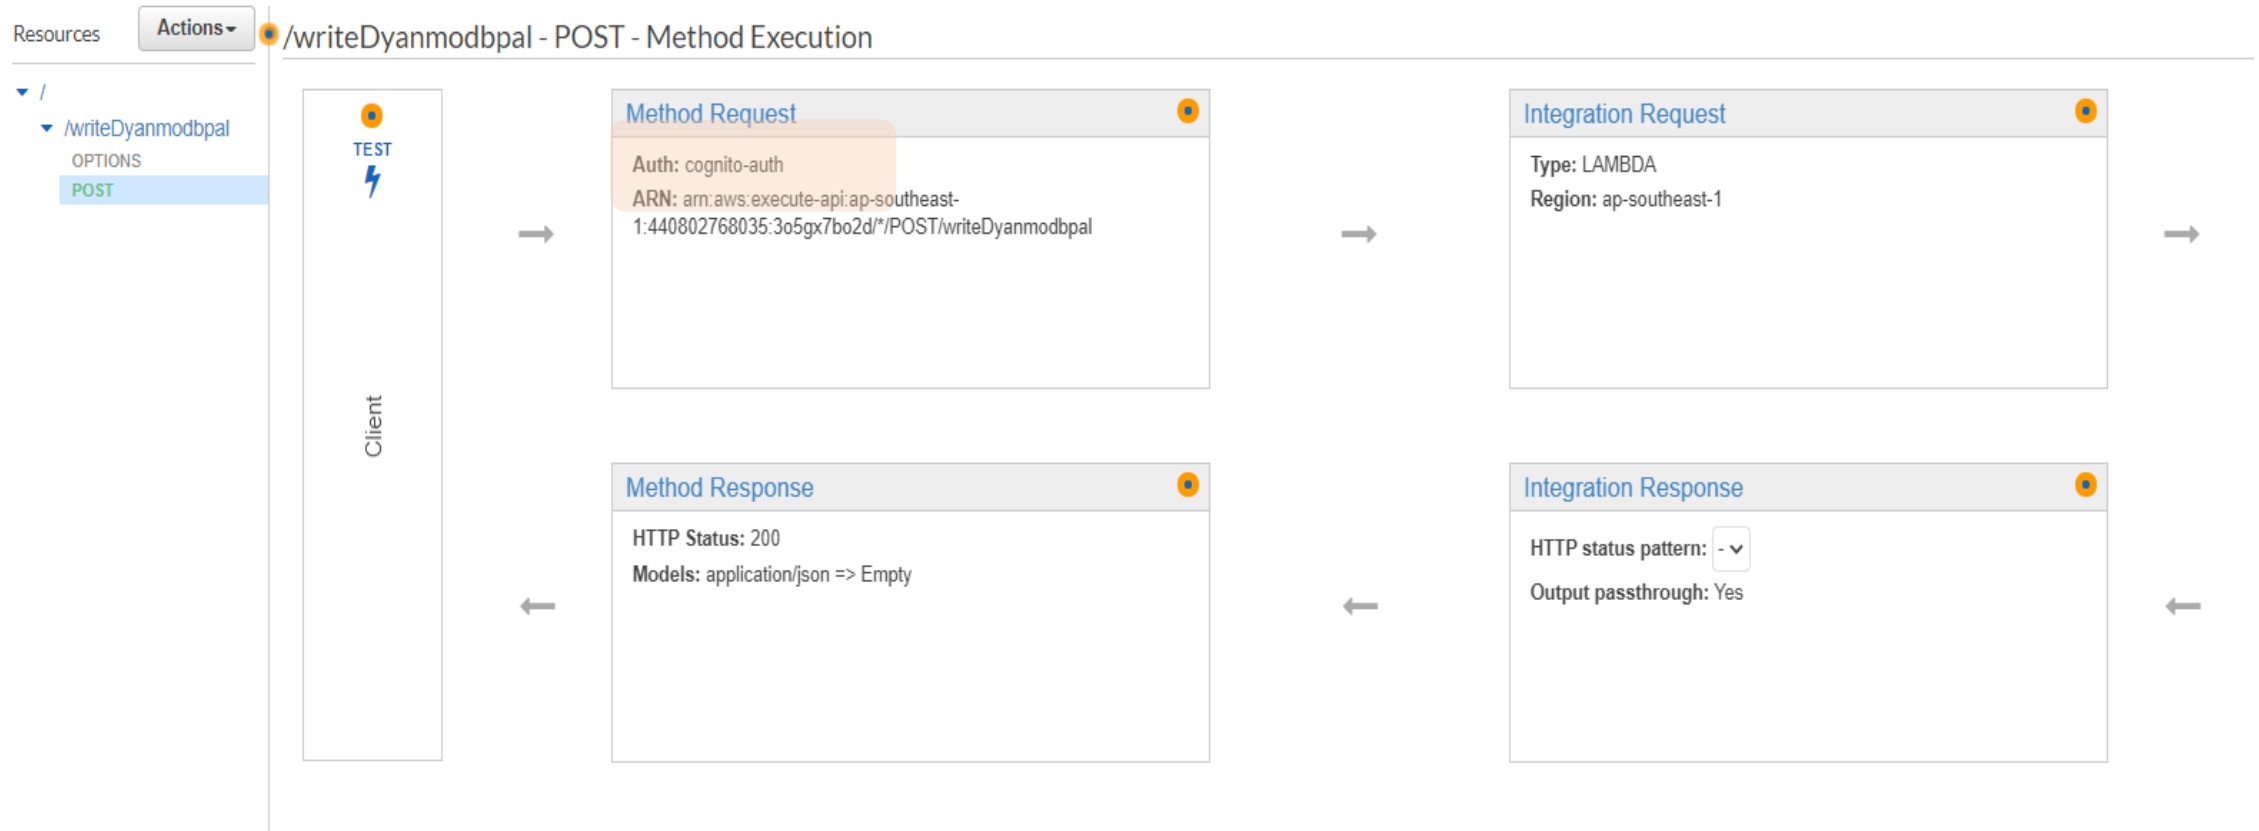 Resources
Actions
/writeDyanmodbpal - POST - Method Execution
/
/writeDyanmodbpal
OPTIONS
POST
TEST
Client
Method Request
Auth: cognito-auth
ARN: arn:aws:execute-api:ap-southeast-
1:440802768035:3o5gx7bo2d/*/POST/writeDyanmodbpal
Integration Request
Type: LAMBDA
Region: ap-southeast-1
Method Response
HTTP Status: 200
Models: application/json => Empty
Integration Response
HTTP status pattern: -
Output passthrough: Yes